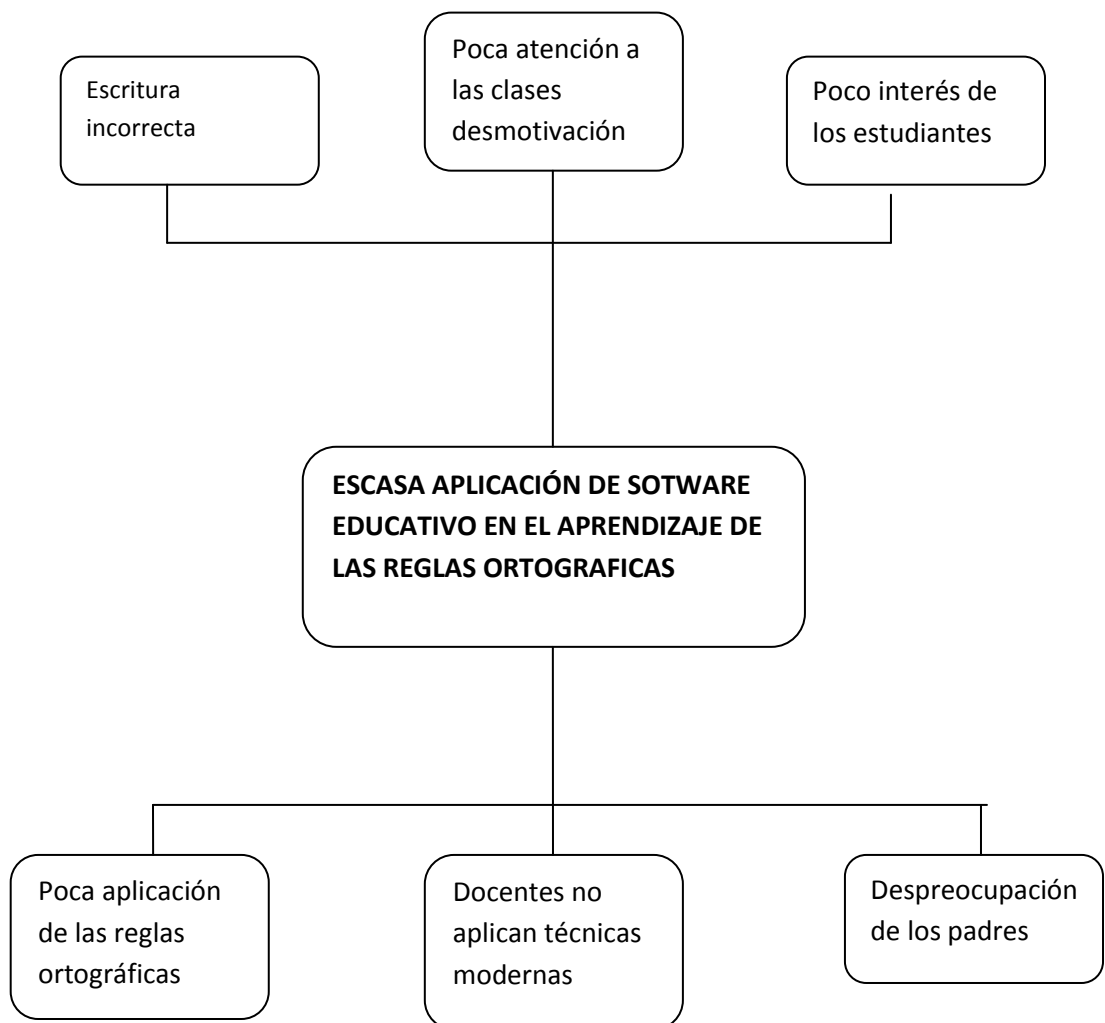 Escritura
incorrecta
Poca atención a
las clases
desmotivación
Poco interés de
los estudiantes
ESCASA APLICACIÓN DE SOTWARE
EDUCATIVO EN EL APRENDIZAJE DE
LAS REGLAS ORTOGRAFICAS
Poca aplicación
de las reglas
ortográficas
Docentes no
aplican técnicas
modernas
Despreocupación
de los padres